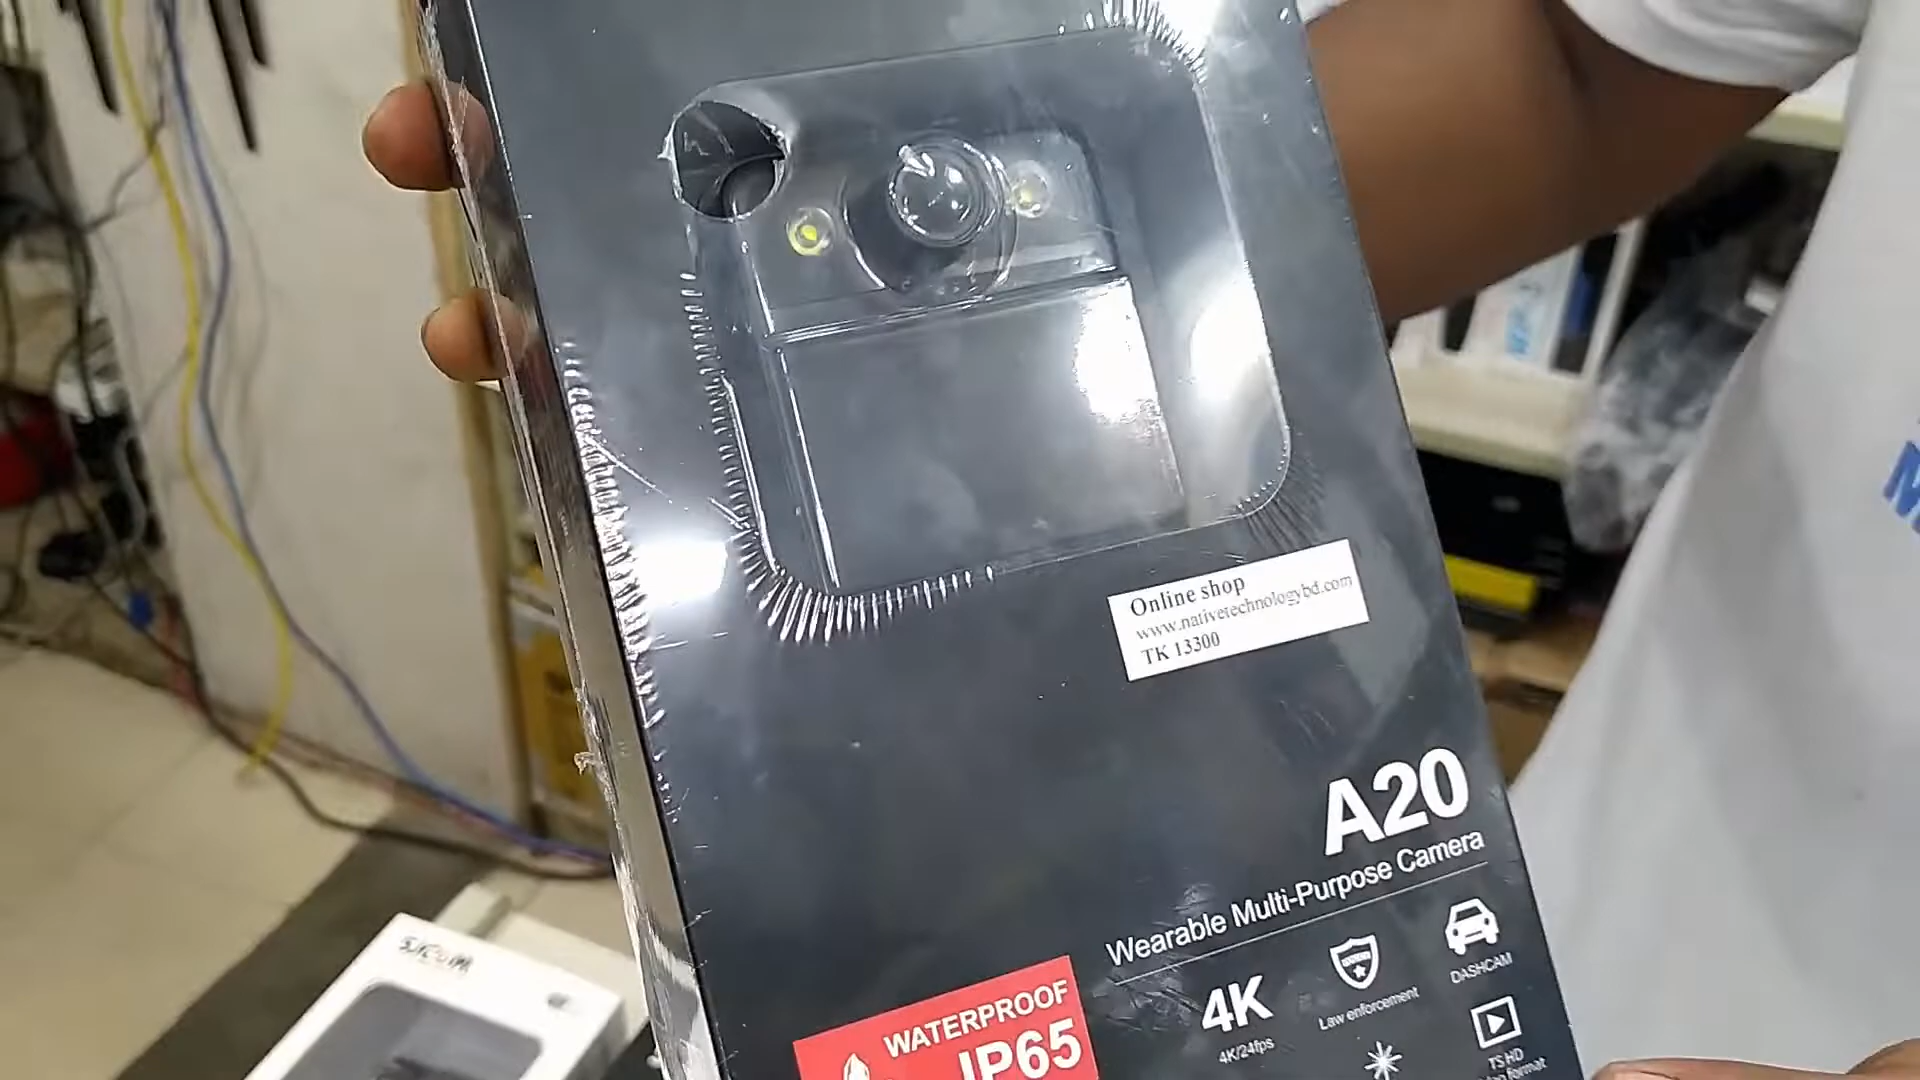 Online shop
www.nativetechnologybd.com
TK 13300
A20
Wearable Multi-Purpose Camera
4K
4K/24fps
Law enforcement
DASHCAM
TS HD
WATERPROOF
IP65
SJCAM